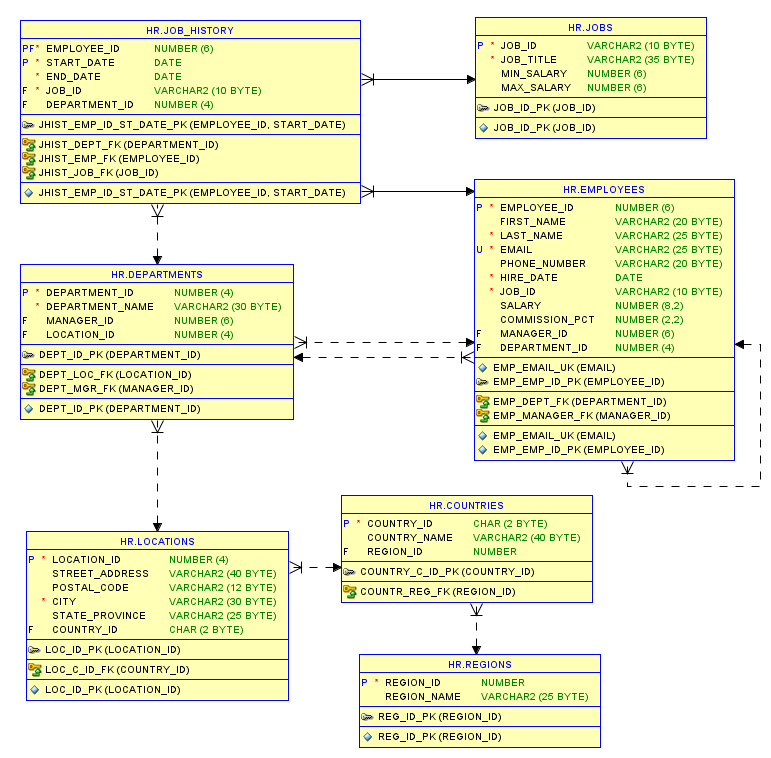 HR.JOB_HISTORY
PF* EMPLOYEE_ID NUMBER (6)
P * START_DATE DATE
* END_DATE DATE
F * JOB_ID VARCHAR2 (10 BYTE)
F DEPARTMENT_ID NUMBER (4)
JHIST_EMP_ID_ST_DATE_PK (EMPLOYEE_ID, START_DATE)
JHIST_DEPT_FK (DEPARTMENT_ID)
JHIST_EMP_FK (EMPLOYEE_ID)
JHIST_JOB_FK (JOB_ID)
JHIST_EMP_ID_ST_DATE_PK (EMPLOYEE_ID, START_DATE)
HR.JOBS
P * JOB_ID VARCHAR2 (10 BYTE)
* JOB_TITLE VARCHAR2 (35 BYTE)
MIN_SALARY NUMBER (6)
MAX_SALARY NUMBER (6)
JOB_ID_PK (JOB_ID)
JOB_ID_PK (JOB_ID)
HR.EMPLOYEES
P * EMPLOYEE_ID NUMBER (6)
FIRST_NAME VARCHAR2 (20 BYTE)
* LAST_NAME VARCHAR2 (25 BYTE)
U * EMAIL VARCHAR2 (25 BYTE)
PHONE_NUMBER VARCHAR2 (20 BYTE)
* HIRE_DATE DATE
* JOB_ID VARCHAR2 (10 BYTE)
SALARY NUMBER (8,2)
COMMISSION_PCT NUMBER (2,2)
F MANAGER_ID NUMBER (6)
F DEPARTMENT_ID NUMBER (4)
EMP_EMAIL_UK (EMAIL)
EMP_EMP_ID_PK (EMPLOYEE_ID)
EMP_DEPT_FK (DEPARTMENT_ID)
EMP_MANAGER_FK (MANAGER_ID)
EMP_EMAIL_UK (EMAIL)
EMP_EMP_ID_PK (EMPLOYEE_ID)
HR.DEPARTMENTS
P * DEPARTMENT_ID NUMBER (4)
* DEPARTMENT_NAME VARCHAR2 (30 BYTE)
F MANAGER_ID NUMBER (6)
F LOCATION_ID NUMBER (4)
DEPT_ID_PK (DEPARTMENT_ID)
DEPT_LOC_FK (LOCATION_ID)
DEPT_MGR_FK (MANAGER_ID)
DEPT_ID_PK (DEPARTMENT_ID)
HR.LOCATIONS
P * LOCATION_ID NUMBER (4)
STREET_ADDRESS VARCHAR2 (40 BYTE)
POSTAL_CODE VARCHAR2 (12 BYTE)
* CITY VARCHAR2 (30 BYTE)
STATE_PROVINCE VARCHAR2 (25 BYTE)
F COUNTRY_ID CHAR (2 BYTE)
LOC_ID_PK (LOCATION_ID)
LOC_C_ID_FK (COUNTRY_ID)
LOC_ID_PK (LOCATION_ID)
HR.COUNTRIES
P * COUNTRY_ID CHAR (2 BYTE)
COUNTRY_NAME VARCHAR2 (40 BYTE)
F REGION_ID NUMBER
COUNTRY_C_ID_PK (COUNTRY_ID)
COUNTR_REG_FK (REGION_ID)
HR.REGIONS
P * REGION_ID NUMBER
REGION_NAME VARCHAR2 (25 BYTE)
REG_ID_PK (REGION_ID)
REG_ID_PK (REGION_ID)